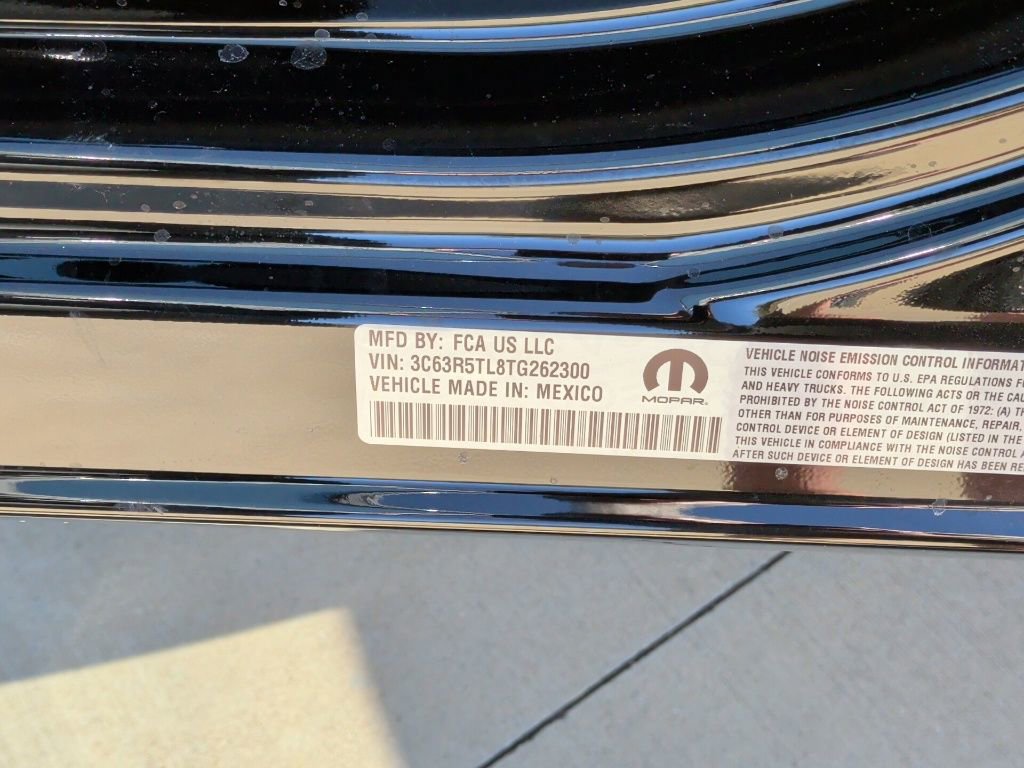 MFD BY: FCA US LLC
VIN: 3C63R5TL8TG262300
VEHICLE MADE IN: MEXICO
MOPAR®
VEHICLE NOISE EMISSION CONTROL INFORMAT
THIS VEHICLE CONFORMS TO U.S. EPA REGULATIONS FO
AND HEAVY TRUCKS. THE FOLLOWING ACTS OR THE CAU
PROHIBITED BY THE NOISE CONTROL ACT OF 1972: (A) TH
OTHER THAN FOR PURPOSES OF MAINTENANCE, REPAIR,
CONTROL DEVICE OR ELEMENT OF DESIGN (LISTED IN THE
THIS VEHICLE IN COMPLIANCE WITH THE NOISE CONTROL A
AFTER SUCH DEVICE OR ELEMENT OF DESIGN HAS BEEN RE